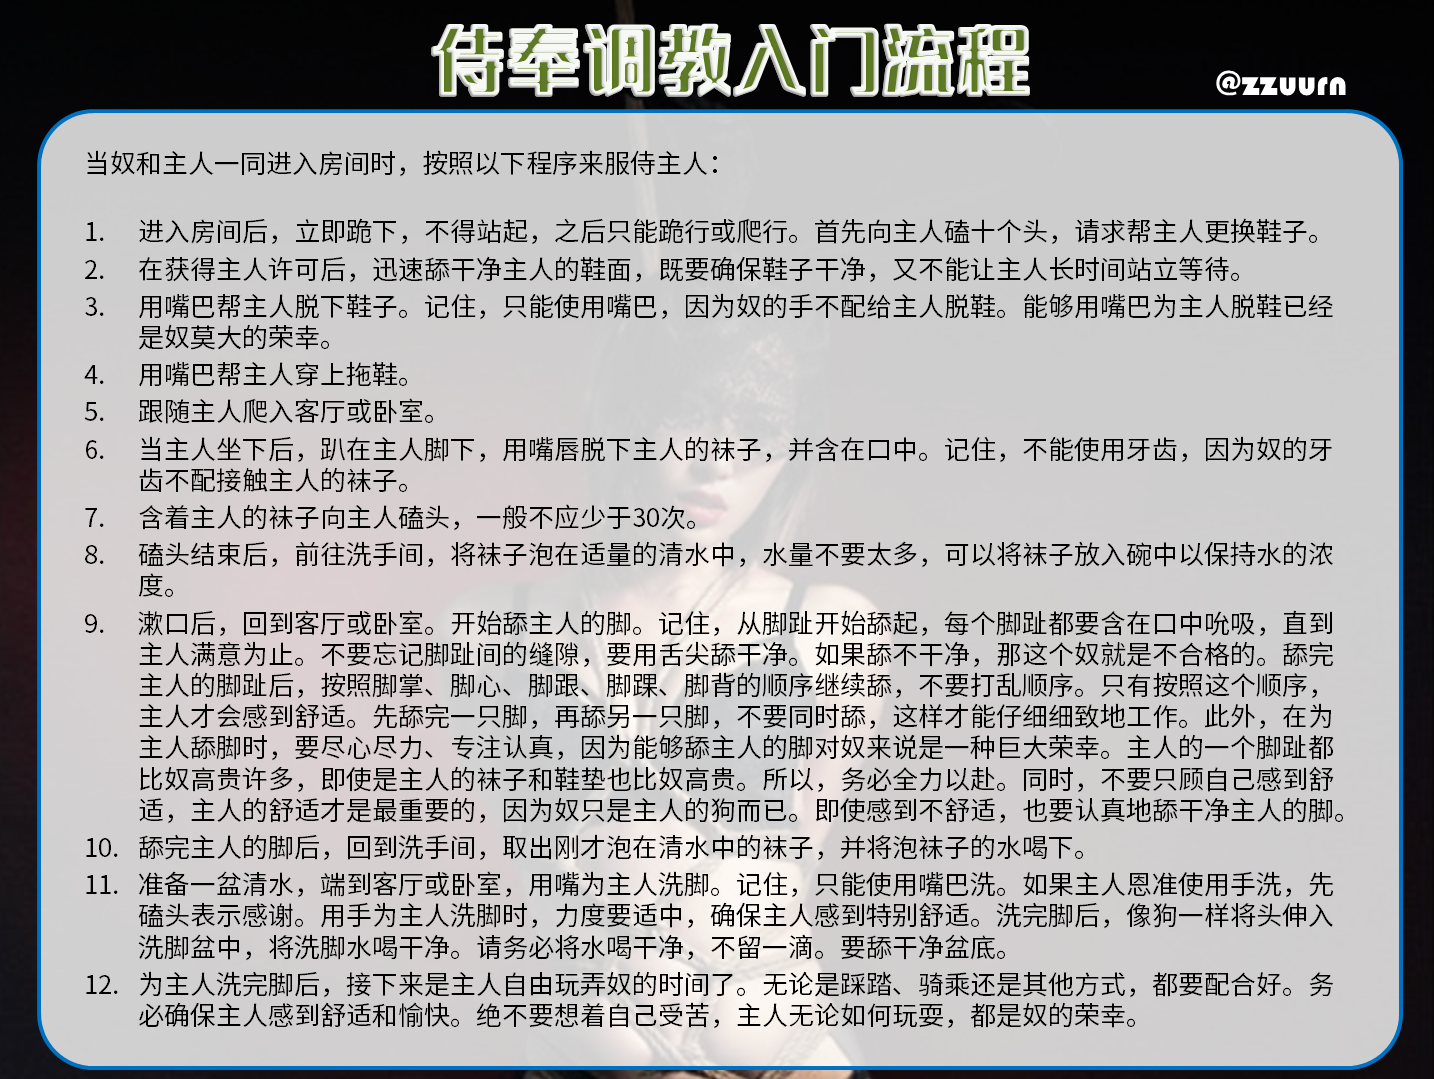 侍奉调教入门流程
@zzuurn
当奴和主人一同进入房间时，按照以下程序来服侍主人：
1. 进入房间后，立即跪下，不得站起，之后只能跪行或爬行。首先向主人磕十个头，请求帮主人更换鞋子。
2. 在获得主人许可后，迅速舔干净主人的鞋面，既要确保鞋子干净，又不能让主人长时间站立等待。
3. 用嘴巴帮主人脱下鞋子。记住，只能使用嘴巴，因为奴的手不配给主人脱鞋。能够用嘴巴为主人脱鞋已经
是奴莫大的荣幸。
4. 用嘴巴帮主人穿上拖鞋。
5. 跟随主人爬入客厅或卧室。
6. 当主人坐下后，趴在主人脚下，用嘴唇脱下主人的袜子，并含在口中。记住，不能使用牙齿，因为奴的牙
齿不配接触主人的袜子。
7. 含着主人的袜子向主人磕头，一般不应少于30次。
8. 磕头结束后，前往洗手间，将袜子泡在适量的清水中，水量不要太多，可以将袜子放入碗中以保持水的浓
度。
9. 漱口后，回到客厅或卧室。开始舔主人的脚。记住，从脚趾开始舔起，每个脚趾都要含在口中吮吸，直到
主人满意为止。不要忘记脚趾间的缝隙，要用舌尖舔干净。如果舔不干净，那这个奴就是不合格的。舔完
主人的脚趾后，按照脚掌、脚心、脚跟、脚踝、脚背的顺序继续舔，不要打乱顺序。只有按照这个顺序，
主人才会感到舒适。先舔完一只脚，再舔另一只脚，不要同时舔，这样才能仔细细致地工作。此外，在为
主人舔脚时，要尽心尽力、专注认真，因为能够舔主人的脚对奴来说是一种巨大荣幸。主人的一个脚趾都
比奴高贵许多，即使是主人的袜子和鞋垫也比奴高贵。所以，务必全力以赴。同时，不要只顾自己感到舒
适，主人的舒适才是最重要的，因为奴只是主人的狗而已。即使感到不舒适，也要认真地舔干净主人的脚。
10. 舔完主人的脚后，回到洗手间，取出刚才泡在清水中的袜子，并将泡袜子的水喝下。
11. 准备一盆清水，端到客厅或卧室，用嘴为主人洗脚。记住，只能使用嘴巴洗。如果主人恩准使用手洗，先
磕头表示感谢。用手为主人洗脚时，力度要适中，确保主人感到特别舒适。洗完脚后，像狗一样将头伸入
洗脚盆中，将洗脚水喝干净。请务必将水喝干净，不留一滴。要舔干净盆底。
12. 为主人洗完脚后，接下来是主人自由玩弄奴的时间了。无论是踩踏、骑乘还是其他方式，都要配合好。务
必确保主人感到舒适和愉快。绝不要想着自己受苦，主人无论如何玩耍，都是奴的荣幸。